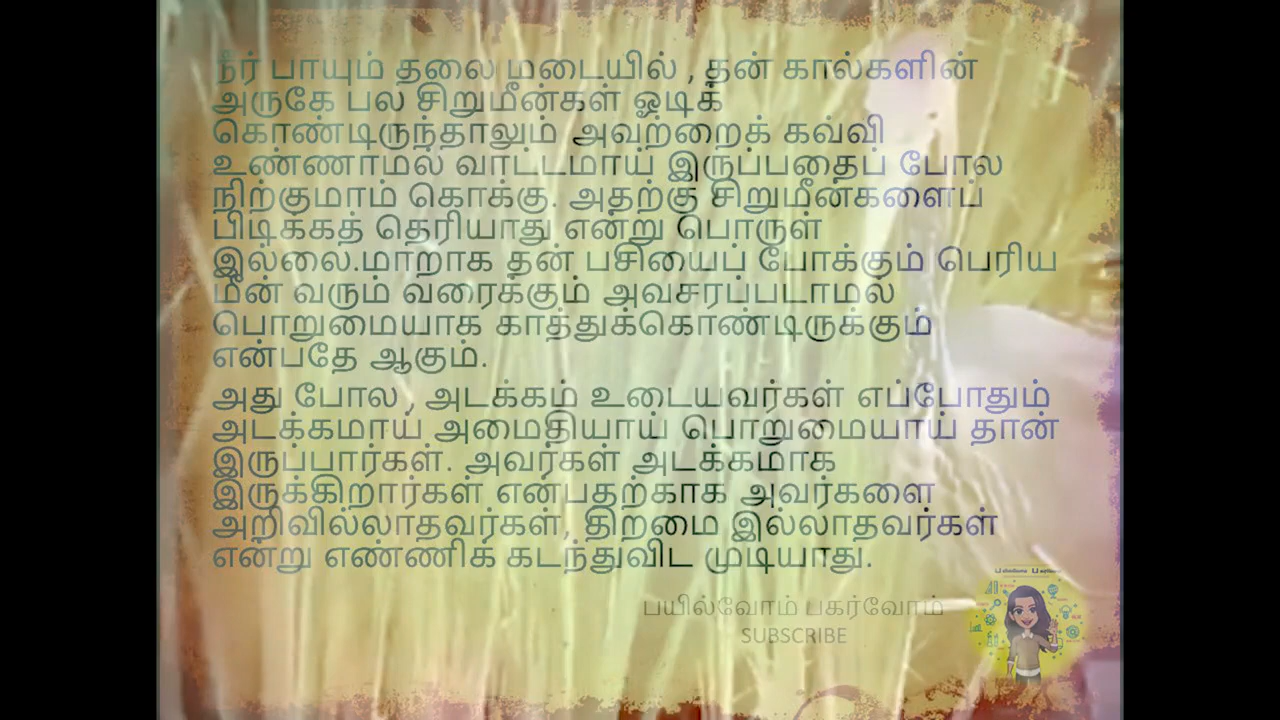 நீர் பாயும் தலை மடையில் , தன் கால்களின்
அருகே பல சிறுமீன்கள் ஓடிக்
கொண்டிருந்தாலும் அவற்றைக் கவ்வி
உண்ணாமல் வாட்டமாய் இருப்பதைப் போல
நிற்குமாம் கொக்கு. அதற்கு சிறுமீன்களைப்
பிடிக்கத் தெரியாது என்று பொருள்
இல்லை.மாறாக தன் பசியைப் போக்கும் பெரிய
மீன் வரும் வரைக்கும் அவசரப்படாமல்
பொறுமையாக காத்துக்கொண்டிருக்கும்
என்பதே ஆகும்.
அது போல , அடக்கம் உடையவர்கள் எப்போதும்
அடக்கமாய் அமைதியாய் பொறுமையாய் தான்
இருப்பார்கள். அவர்கள் அடக்கமாக
இருக்கிறார்கள் என்பதற்காக அவர்களை
அறிவில்லாதவர்கள், திறமை இல்லாதவர்கள்
என்று எண்ணிக் கடந்துவிட முடியாது.
பயில்வோம் பகர்வோம்
SUBSCRIBE